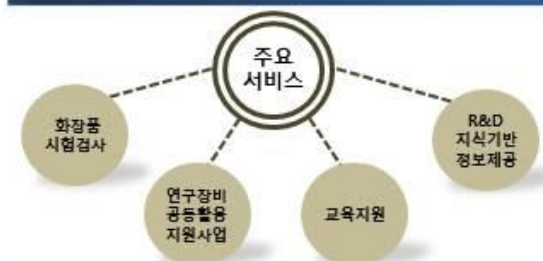 주요
서비스
화장품
시험검사
연구장비
공동활용
지원사업
교육지원
R&D
지식기반
정보제공